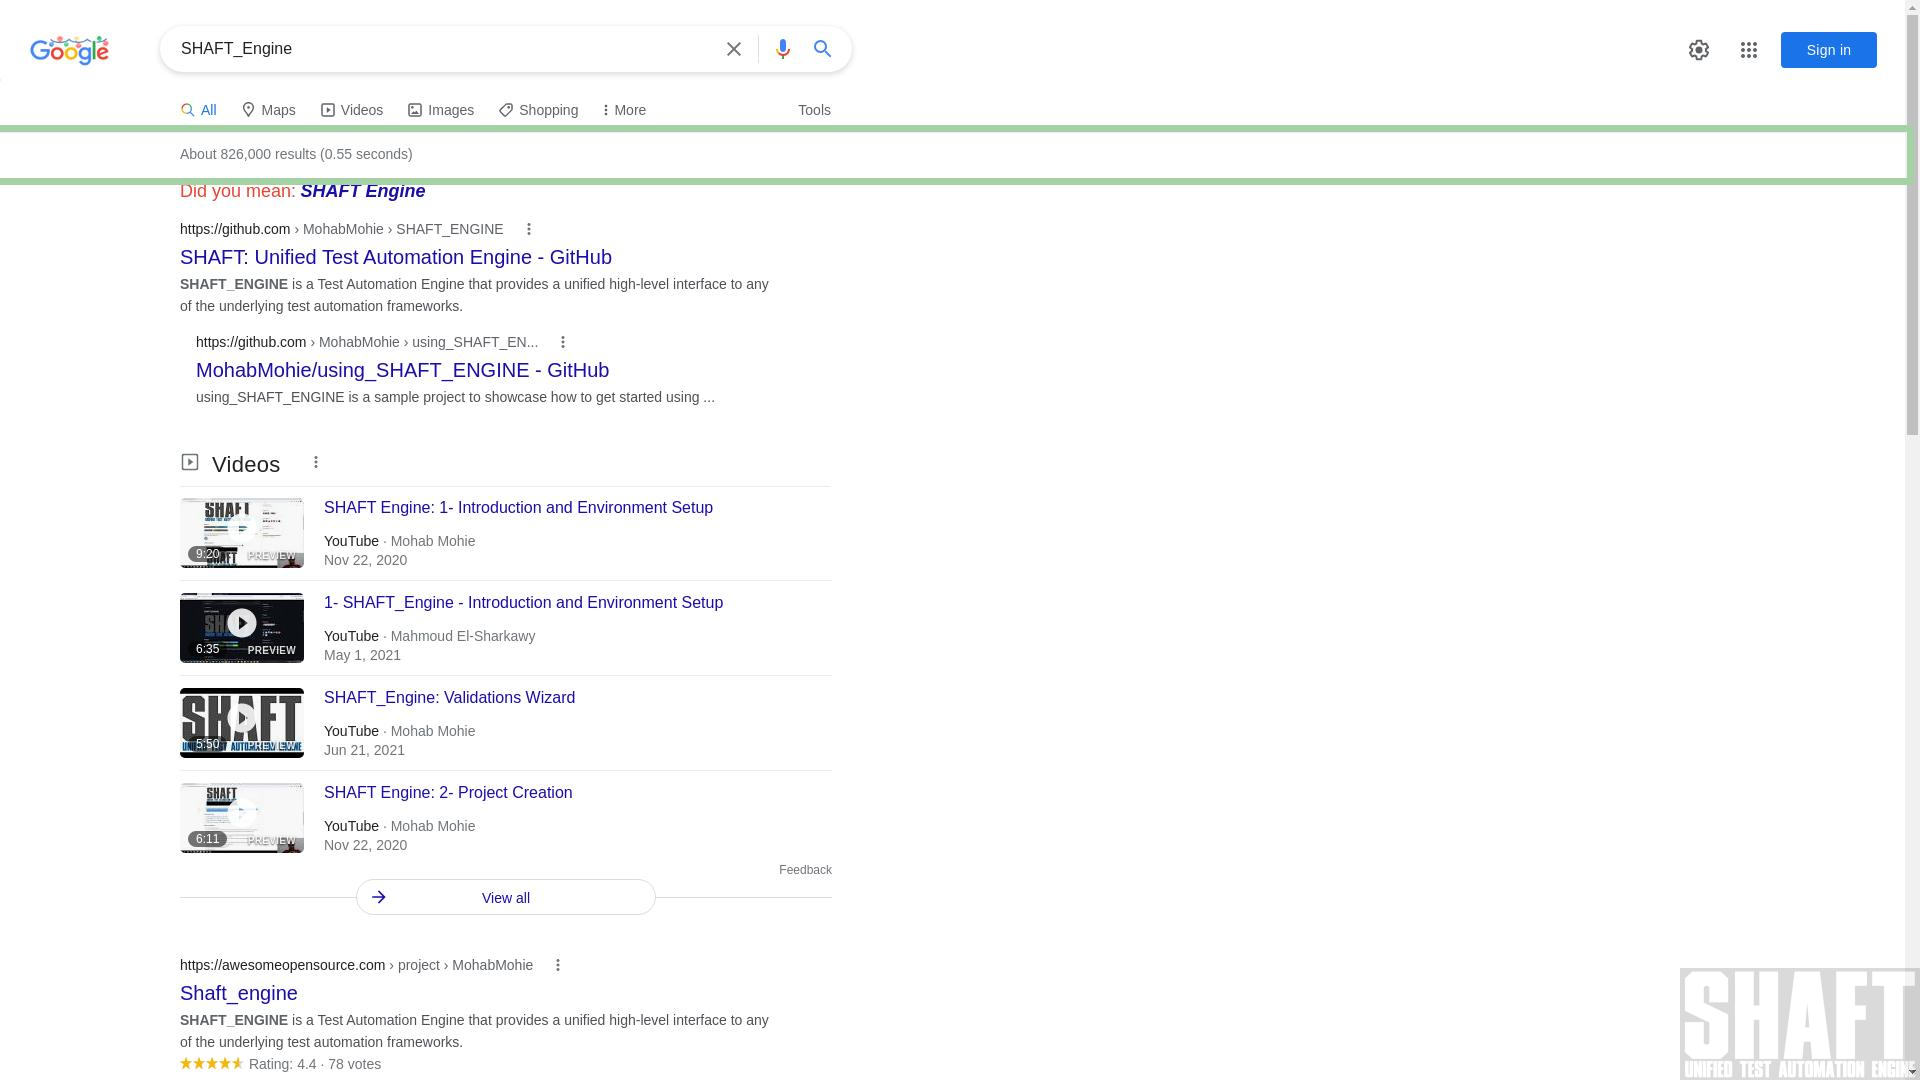 Google
SHAFT_Engine
Sign in
All
Maps
Videos
Images
Shopping
More
Tools
About 826,000 results (0.55 seconds)
Did you mean: SHAFT Engine
https://github.com › MohabMohie › SHAFT_ENGINE
SHAFT: Unified Test Automation Engine - GitHub
SHAFT_ENGINE is a Test Automation Engine that provides a unified high-level interface to any
of the underlying test automation frameworks.
https://github.com › MohabMohie › using_SHAFT_EN...
MohabMohie/using_SHAFT_ENGINE - GitHub
using_SHAFT_ENGINE is a sample project to showcase how to get started using ...
Videos
SHAFT
9:20
PREVIEW
SHAFT Engine: 1- Introduction and Environment Setup
YouTube · Mohab Mohie
Nov 22, 2020
6:35
PREVIEW
1- SHAFT_Engine - Introduction and Environment Setup
YouTube · Mahmoud El-Sharkawy
May 1, 2021
SHAFT
5:50
PREVIEW
SHAFT_Engine: Validations Wizard
YouTube · Mohab Mohie
Jun 21, 2021
SHAFT
6:11
PREVIEW
SHAFT Engine: 2- Project Creation
YouTube · Mohab Mohie
Nov 22, 2020
Feedback
View all
https://awesomeopensource.com › project › MohabMohie
Shaft_engine
SHAFT_ENGINE is a Test Automation Engine that provides a unified high-level interface to any
of the underlying test automation frameworks.
Rating: 4.4 · 78 votes
SHAFT
UNIFIED TEST AUTOMATION ENGINE